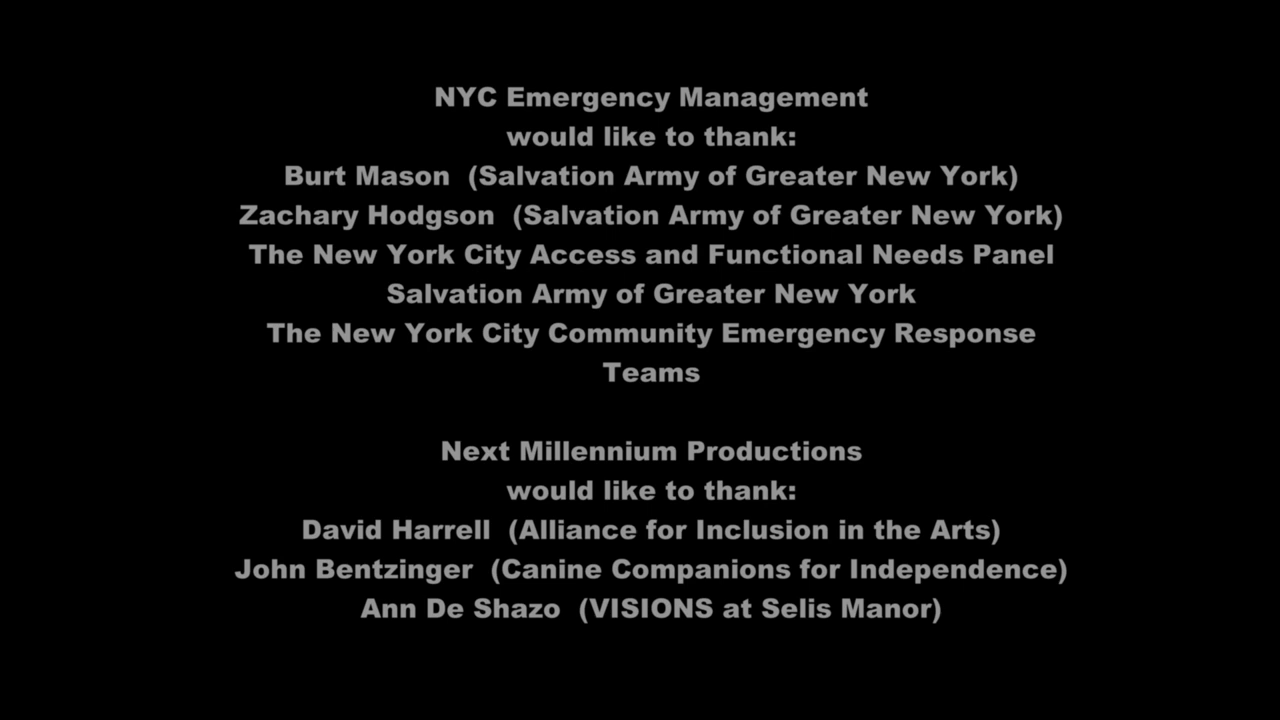 NYC Emergency Management
would like to thank:
Burt Mason  (Salvation Army of Greater New York)
Zachary Hodgson  (Salvation Army of Greater New York)
The New York City Access and Functional Needs Panel
Salvation Army of Greater New York
The New York City Community Emergency Response
Teams
Next Millennium Productions
would like to thank:
David Harrell  (Alliance for Inclusion in the Arts)
John Bentzinger  (Canine Companions for Independence)
Ann De Shazo  (VISIONS at Selis Manor)